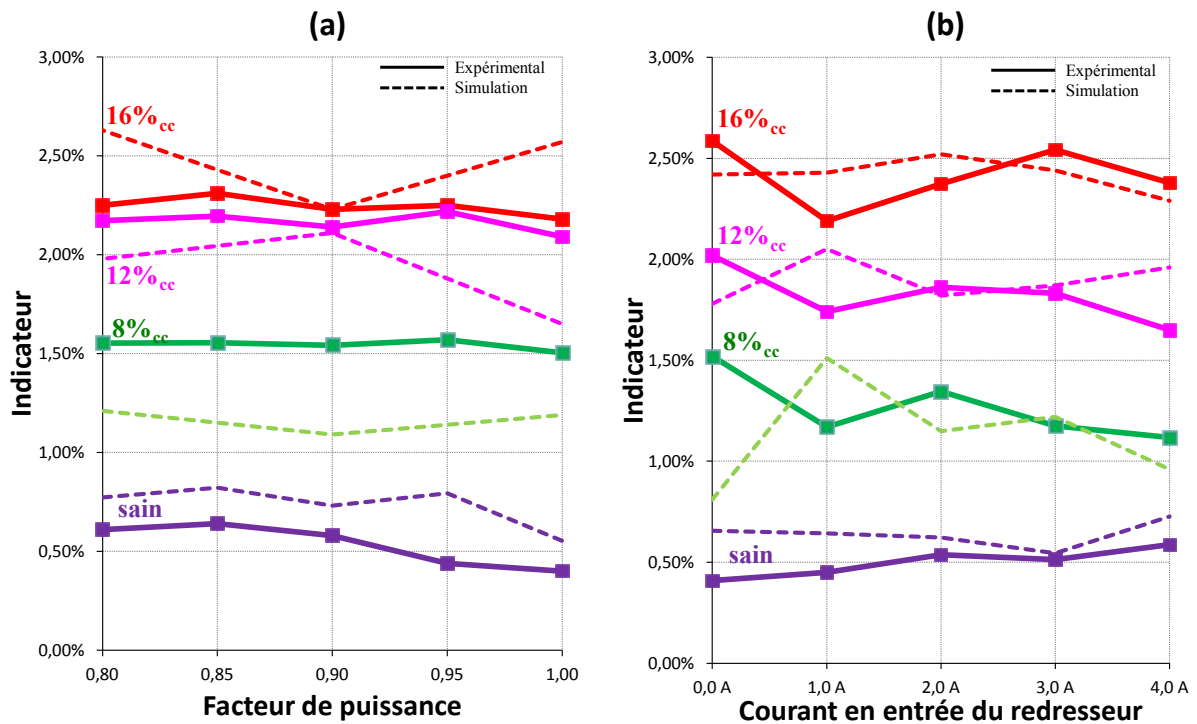 (a)
3,00%
2,50%
2,00%
1,50%
1,00%
0,50%
0,00%
Indicateur
Expérimental
Simulation
16%cc
12%cc
8%cc
sain
0,80
0,85
0,90
0,95
1,00
Facteur de puissance
(b)
3,00%
2,50%
2,00%
1,50%
1,00%
0,50%
0,00%
Indicateur
Expérimental
Simulation
16%cc
12%cc
8%cc
sain
0,0 A
1,0 A
2,0 A
3,0 A
4,0 A
Courant en entrée du redresseur